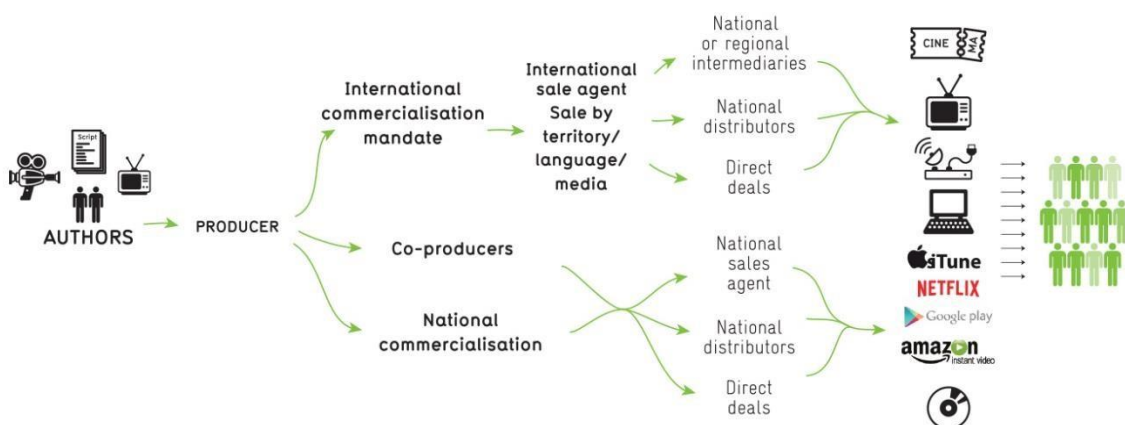 Script
AUTHORS
PRODUCER
International
commercialisation
mandate
Co-producers
National
commercialisation
International
sale agent
Sale by
territory/
language/
media
National
or regional
intermediaries
National
distributors
Direct
deals
National
sales
agent
National
distributors
Direct
deals
CINE
MA
iTune
NETFLIX
Google play
amazon
instant video